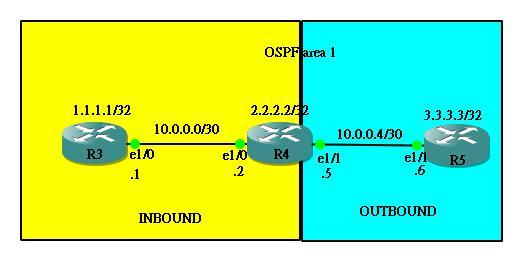 OSPF area 1
1.1.1.1/32
2.2.2.2/32
3.3.3.3/32
10.0.0.0/30
10.0.0.4/30
R3
e1/0
e1/0
R4
e1/1
e1/1
R5
.1
.2
.5
.6
INBOUND
OUTBOUND